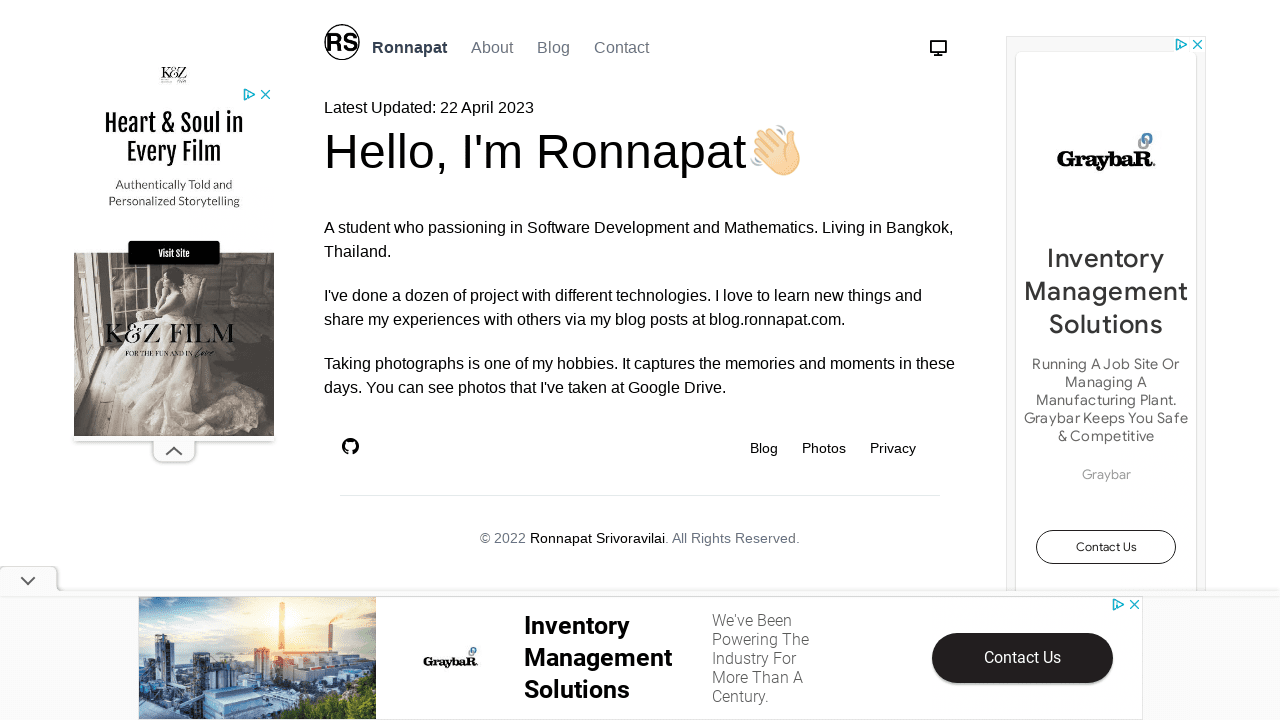 RS
Ronnapat About Blog Contact
Latest Updated: 22 April 2023
Hello, I'm Ronnapat👋🏼
A student who passioning in Software Development and Mathematics. Living in Bangkok,
Thailand.
I've done a dozen of project with different technologies. I love to learn new things and
share my experiences with others via my blog posts at blog.ronnapat.com.
Taking photographs is one of my hobbies. It captures the memories and moments in these
days. You can see photos that I've taken at Google Drive.
Blog Photos Privacy
© 2022 Ronnapat Srivoravilai. All Rights Reserved.
K&Z
Heart & Soul in
Every Film
Authentically Told and
Personalized Storytelling
Visit Site
K&Z FILM
FOR THE FUN AND IN Love
GraybaR
Inventory
Management
Solutions
Running A Job Site Or
Managing A
Manufacturing Plant.
Graybar Keeps You Safe
& Competitive
Graybar
Contact Us
GraybaR
Inventory
Management
Solutions
We've Been
Powering The
Industry For
More Than A
Century.
Contact Us